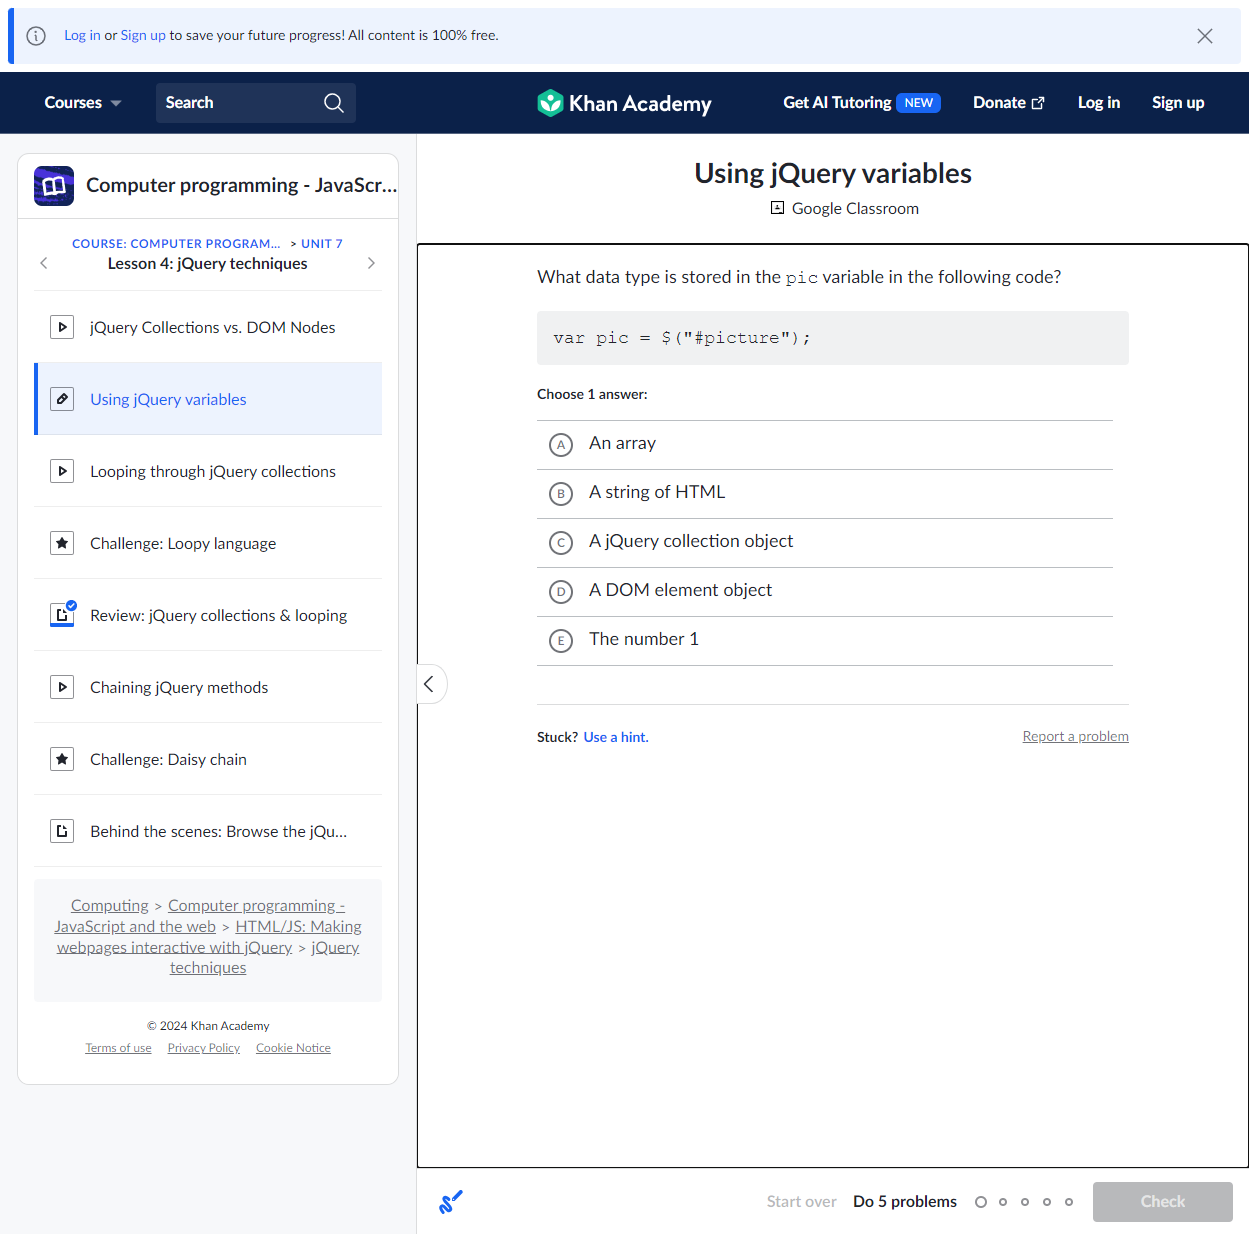 Log in or Sign up to save your future progress! All content is 100% free.
Courses
Search
Khan Academy
Get AI Tutoring NEW
Donate
Log in
Sign up
Computer programming - JavaScr...
COURSE: COMPUTER PROGRAM... > UNIT 7
Lesson 4: jQuery techniques
jQuery Collections vs. DOM Nodes
Using jQuery variables
Looping through jQuery collections
Challenge: Loopy language
Review: jQuery collections & looping
Chaining jQuery methods
Challenge: Daisy chain
Behind the scenes: Browse the jQu...
Computing > Computer programming -
JavaScript and the web > HTML/JS: Making
webpages interactive with jQuery > jQuery
techniques
© 2024 Khan Academy
Terms of use Privacy Policy Cookie Notice
Using jQuery variables
Google Classroom
What data type is stored in the pic variable in the following code?
var pic = $("#picture");
Choose 1 answer:
A An array
B A string of HTML
C A jQuery collection object
D A DOM element object
E The number 1
Stuck? Use a hint.
Report a problem
Start over
Do 5 problems
Check